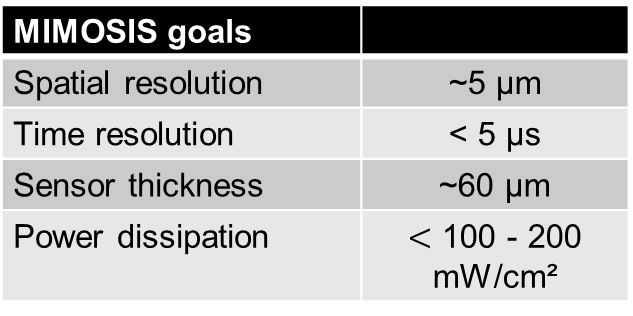 MIMOSIS goals
Spatial resolution ~5 µm
Time resolution < 5 µs
Sensor thickness ~60 µm
Power dissipation < 100 - 200
mW/cm²